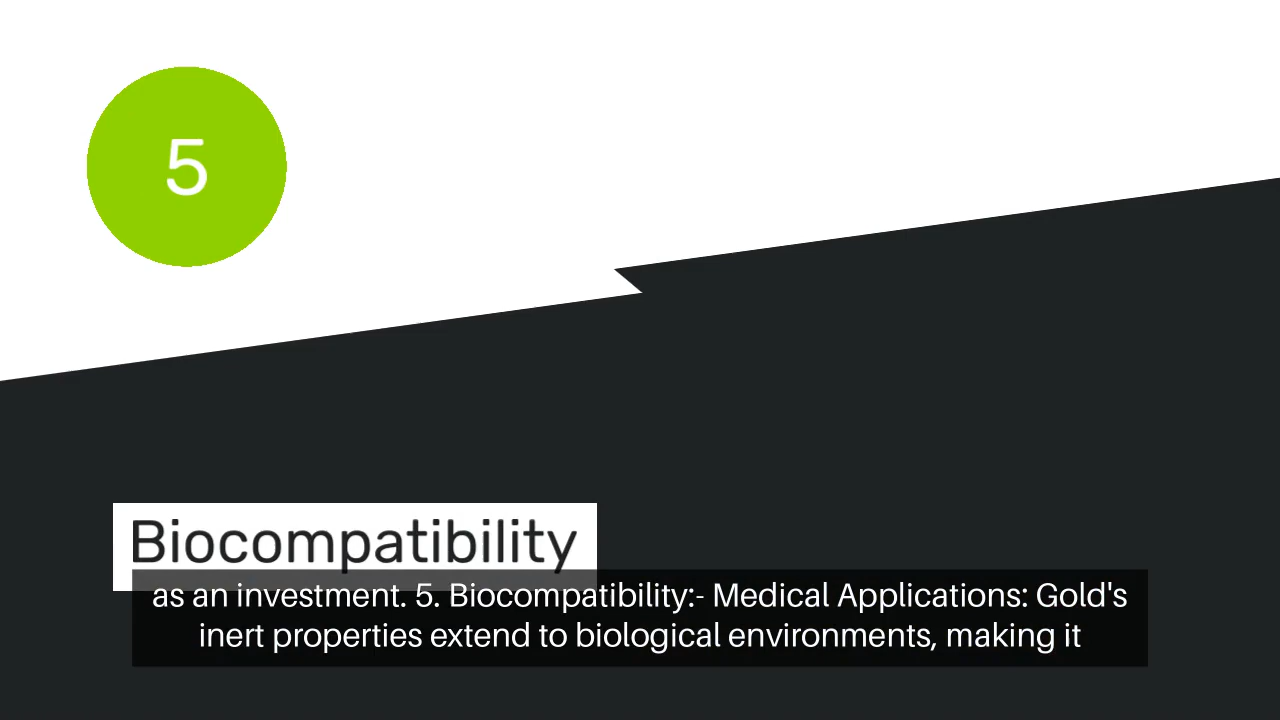 5
Biocompatibility
as an investment. 5. Biocompatibility:- Medical Applications: Gold's
inert properties extend to biological environments, making it